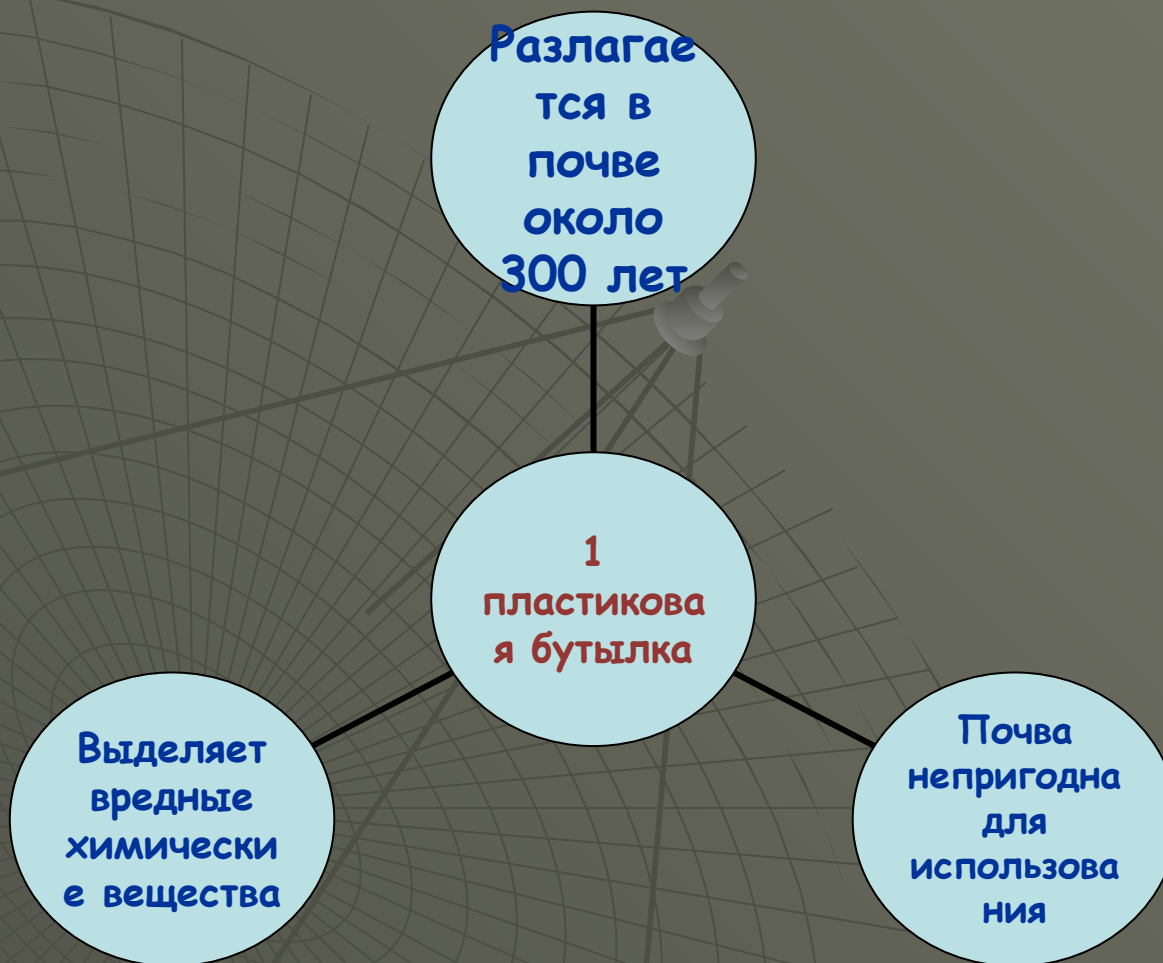 Разлагае
тся в
почве
около
300 лет
1
пластикова
я бутылка
Выделяет
вредные
химически
е вещества
Почва
непригодна
для
использова
ния